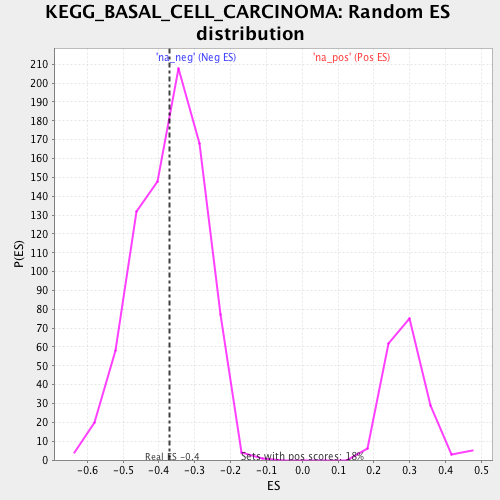 KEGG_BASAL_CELL_CARCINOMA: Random ES
distribution
'na_neg' (Neg ES)
'na_pos' (Pos ES)
210
200
190
180
170
160
150
140
130
120
110
100
90
80
70
60
50
40
30
20
10
0
P(ES)
Real ES -0.4
Sets with pos scores: 18%
-0.6 -0.5 -0.4 -0.3 -0.2 -0.1 0.0 0.1 0.2 0.3 0.4 0.5
ES